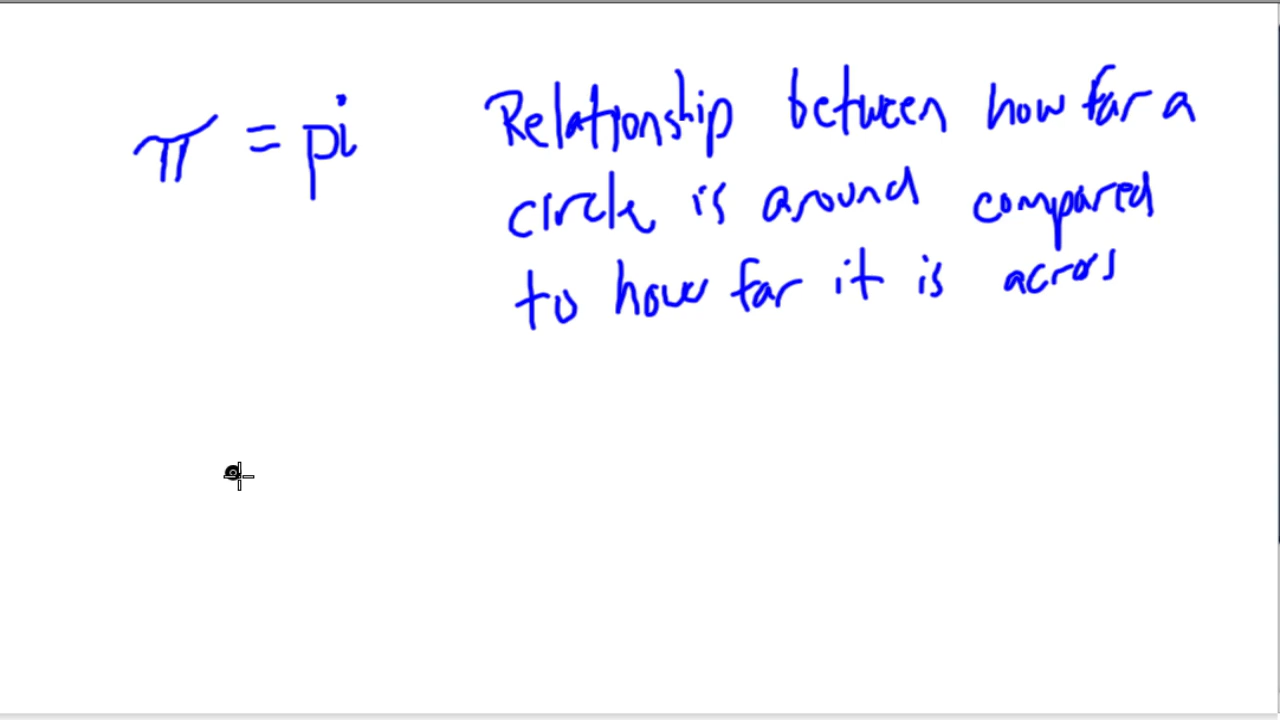 π = pi
Relationship between how far a
circle is around compared
to how far it is across